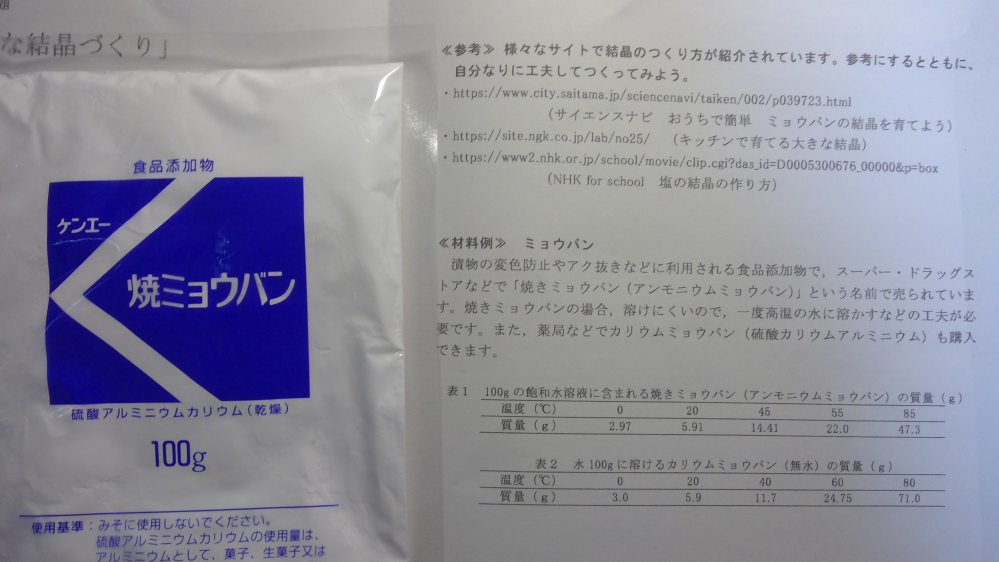 な結晶づくり」
食品添加物
ケンエー
焼ミョウバン
硫酸アルミニウムカリウム(乾燥)
100g
使用基準:みそに使用しないでください。
硫酸アルミニウムカリウムの使用量は、
アルミニウムとして、菓子、生菓子又は
≪参考≫ 様々なサイトで結晶のつくり方が紹介されています。参考にするとともに、
自分なりに工夫してつくってみよう。
・https://www.city.saitama.jp/sciencenavi/taiken/002/p039723.html
(サイエンスナビ おうちで簡単 ミョウバンの結晶を育てよう)
・https://site.ngk.co.jp/lab/no25/ (キッチンで育てる大きな結晶)
・https://www2.nhk.or.jp/school/movie/clip.cgi?das_id=D0005300676_00000&p=box
(NHK for school 塩の結晶の作り方)
≪材料例≫ ミョウバン
漬物の変色防止やアク抜きなどに利用される食品添加物で,スーパー・ドラッグス
トアなどで「焼きミョウバン(アンモニウムミョウバン)」という名前で売られていま
す。焼きミョウバンの場合,溶けにくいので,一度高温の水に溶かすなどの工夫が必
要です。また,薬局などでカリウムミョウバン(硫酸カリウムアルミニウム)も購入
できます。
表1 100gの飽和水溶液に含まれる焼きミョウバン(アンモニウムミョウバン)の質量(g)
温度(℃) 0 20 45 55 85
質量(g) 2.97 5.91 14.41 22.0 47.3
表2 水100gに溶けるカリウムミョウバン(無水)の質量(g)
温度(℃) 0 20 40 60 80
質量(g) 3.0 5.9 11.7 24.75 71.0